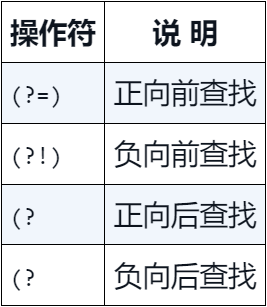 操作符 说 明
(?=) 正向前查找
(?!) 负向前查找
(? 正向后查找
(? 负向后查找